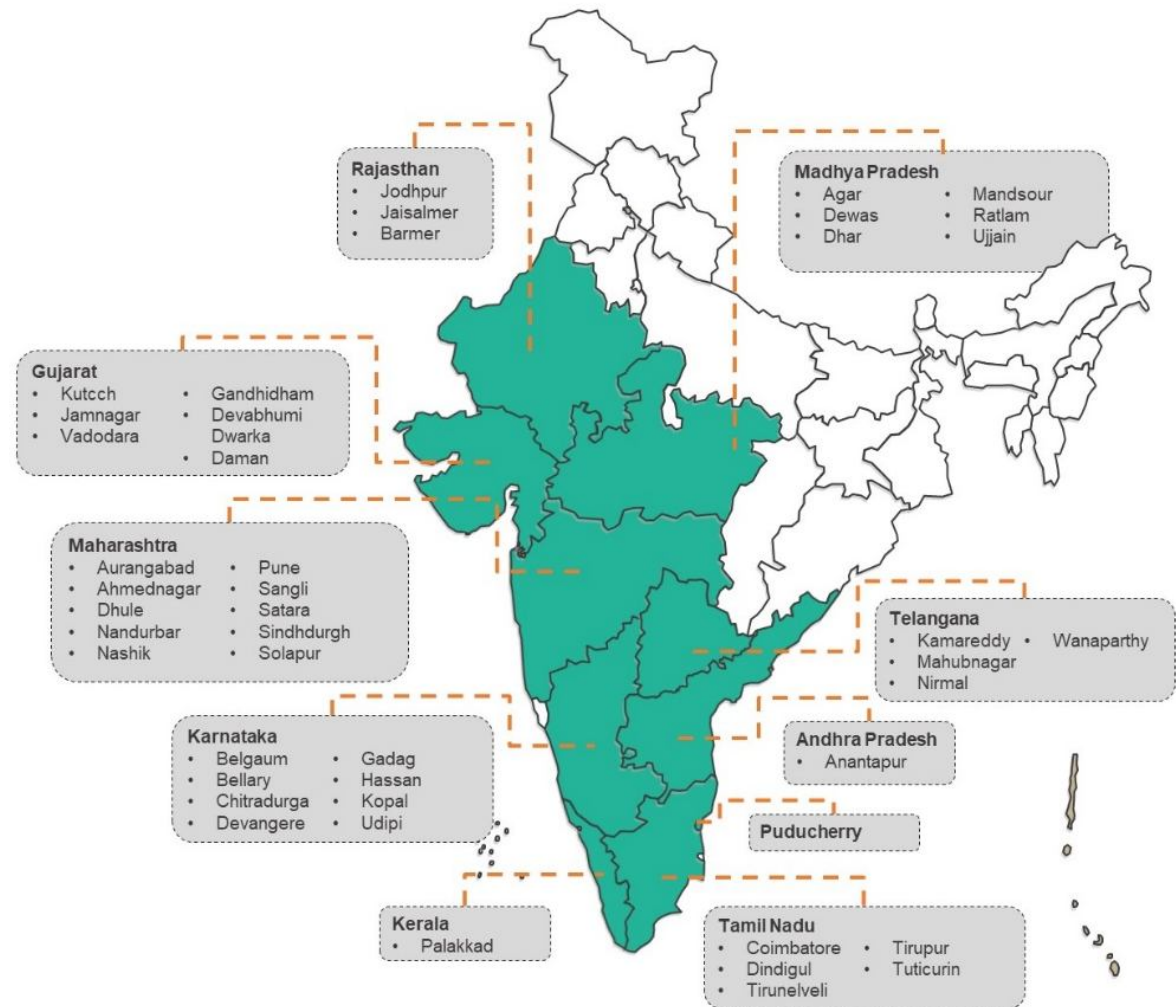 Rajasthan
• Jodhpur
• Jaisalmer
• Barmer
Madhya Pradesh
• Agar
• Dewas
• Dhar
• Mandsour
• Ratlam
• Ujjain
Gujarat
• Kutcch
• Jamnagar
• Vadodara
• Gandhidham
• Devabhumi
Dwarka
• Daman
Maharashtra
• Aurangabad
• Ahmednagar
• Dhule
• Nandurbar
• Nashik
• Pune
• Sangli
• Satara
• Sindhdurgh
• Solapur
Telangana
• Kamareddy
• Mahubnagar
• Nirmal
• Wanaparthy
Karnataka
• Belgaum
• Bellary
• Chitradurga
• Devangere
• Gadag
• Hassan
• Kopal
• Udipi
Andhra Pradesh
• Anantapur
Puducherry
Kerala
• Palakkad
Tamil Nadu
• Coimbatore
• Dindigul
• Tirunelveli
• Tirupur
• Tuticurin